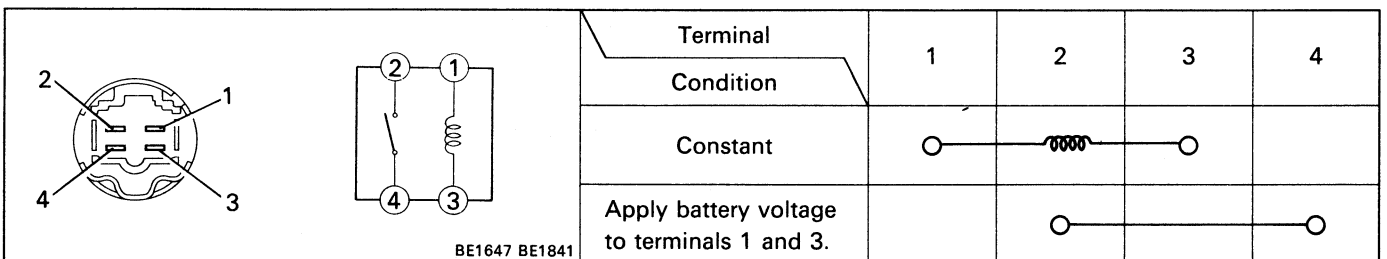 2
1
4
3
2 1
4 3
BE1647 BE1841
Terminal
Condition
1 2 3 4
Constant
Apply battery voltage
to terminals 1 and 3.